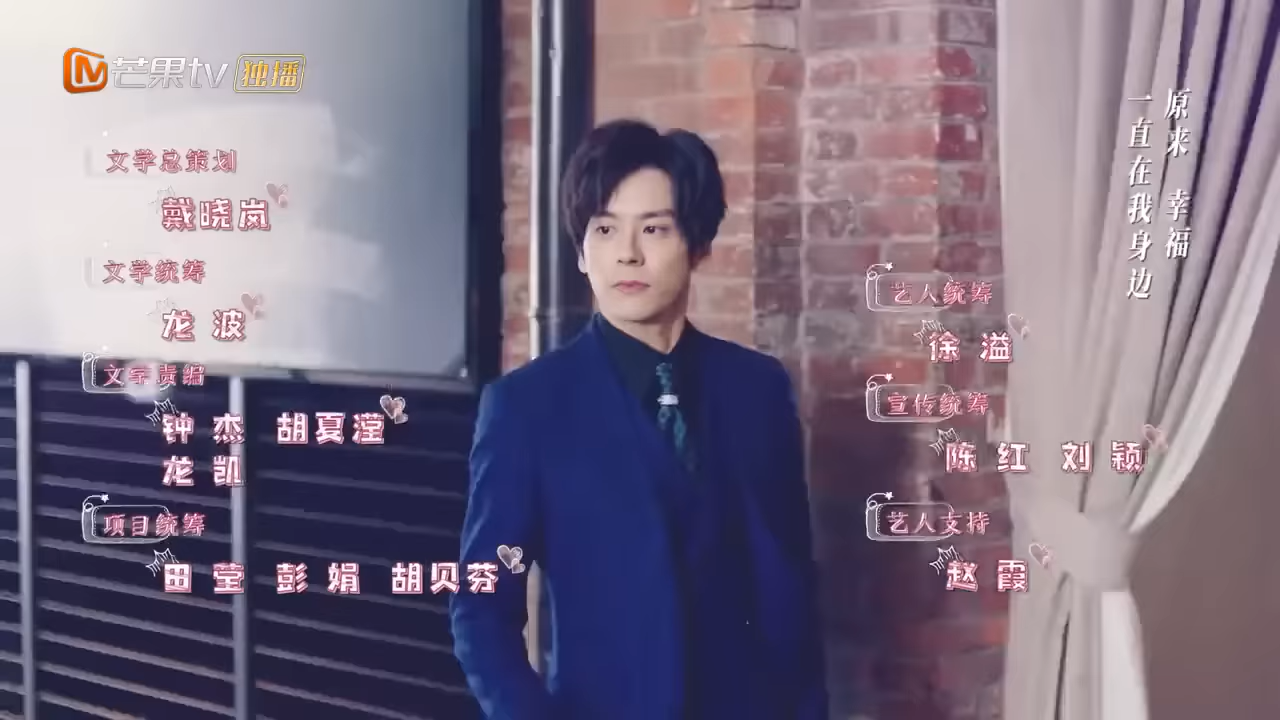 芒果tv 独播
文学总策划
戴晓岚
文学统筹
龙波
文学责编
钟杰 胡夏滢
龙凯
项目统筹
田莹 彭娟 胡贝芬
原来 幸福
一直在我身边
艺人统筹
徐溢
宣传统筹
陈红 刘颖
艺人支持
赵霞